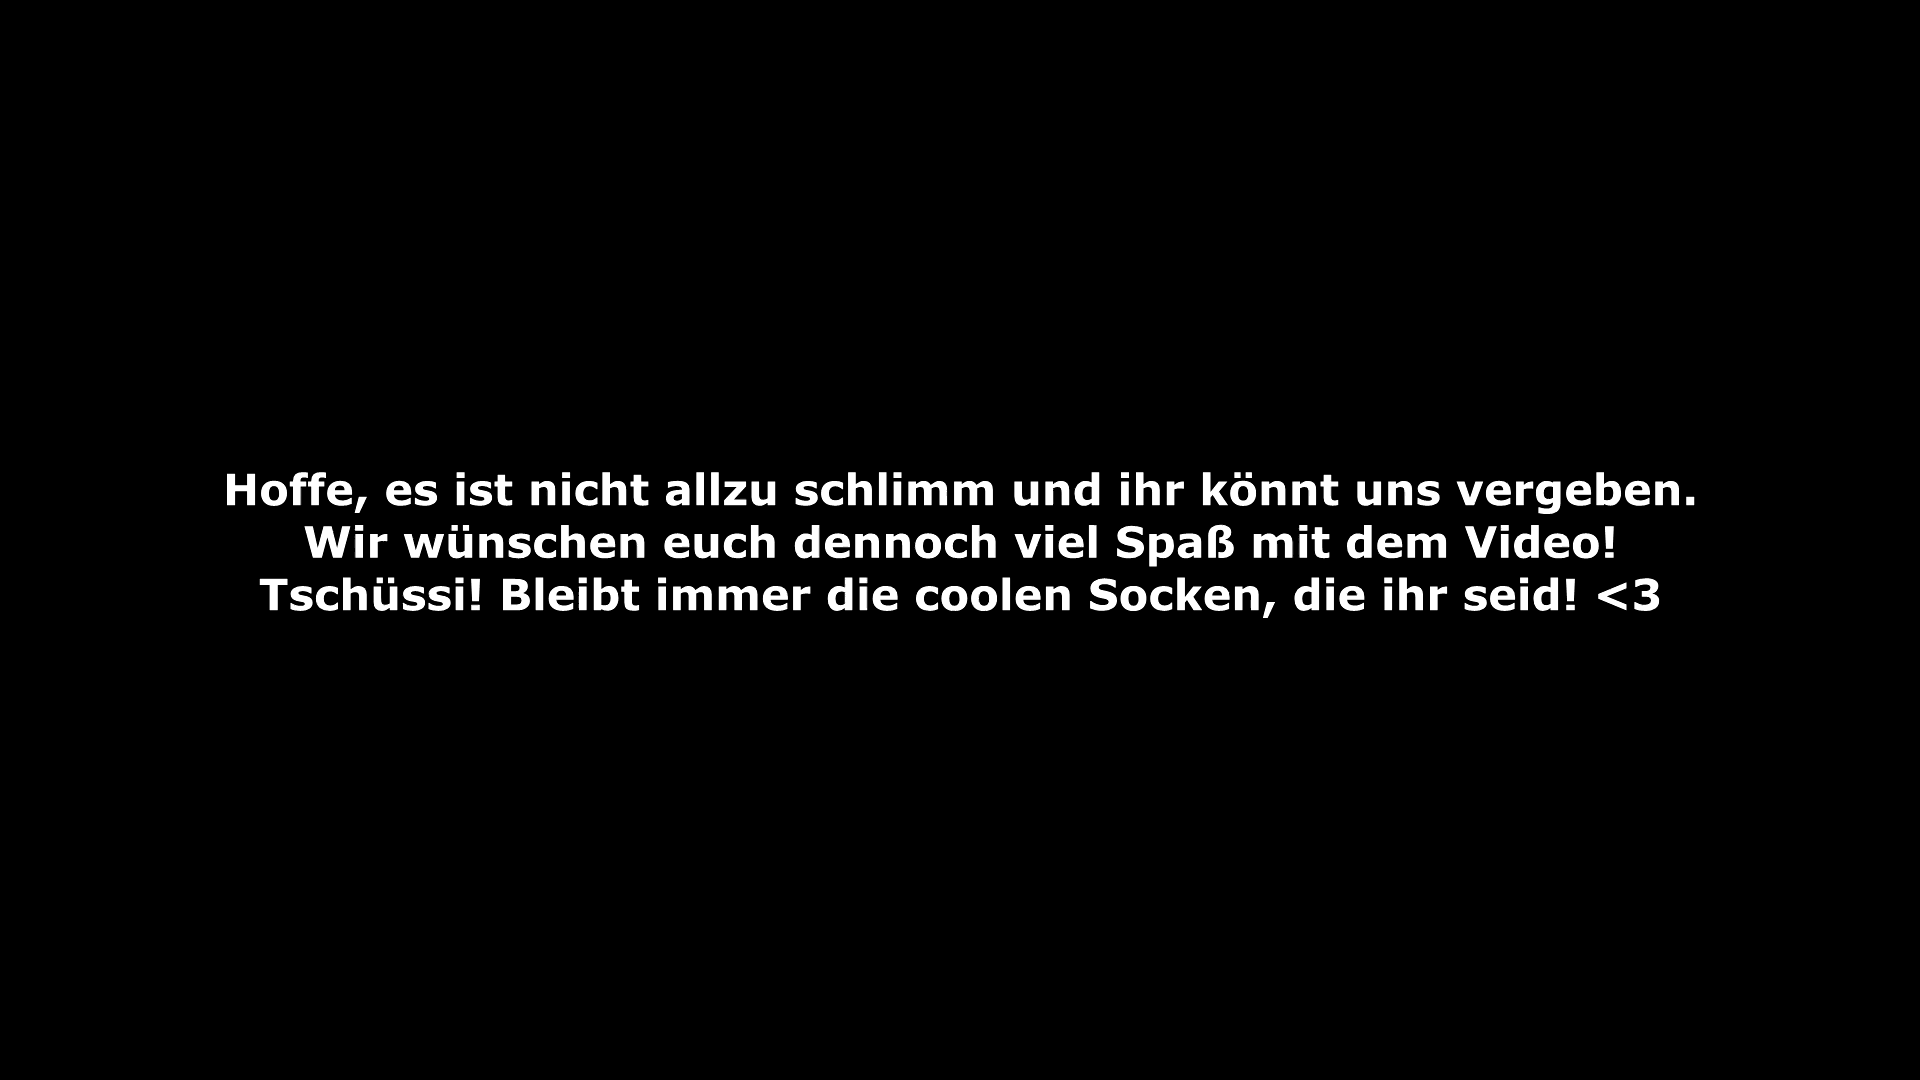 Hoffe, es ist nicht allzu schlimm und ihr könnt uns vergeben.
Wir wünschen euch dennoch viel Spaß mit dem Video!
Tschüssi! Bleibt immer die coolen Socken, die ihr seid! <3